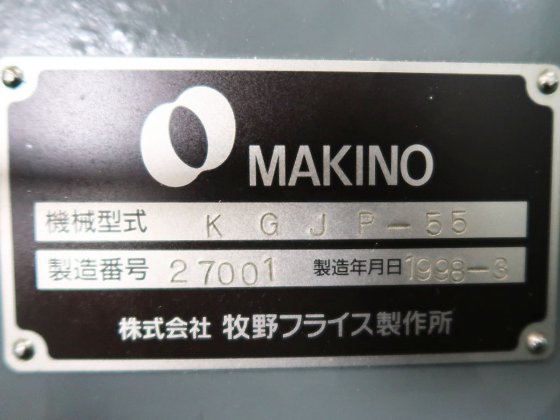 MAKINO
機械型式 KGJP-55
製造番号 27001 製造年月日 1998-3
株式会社 牧野フライス製作所